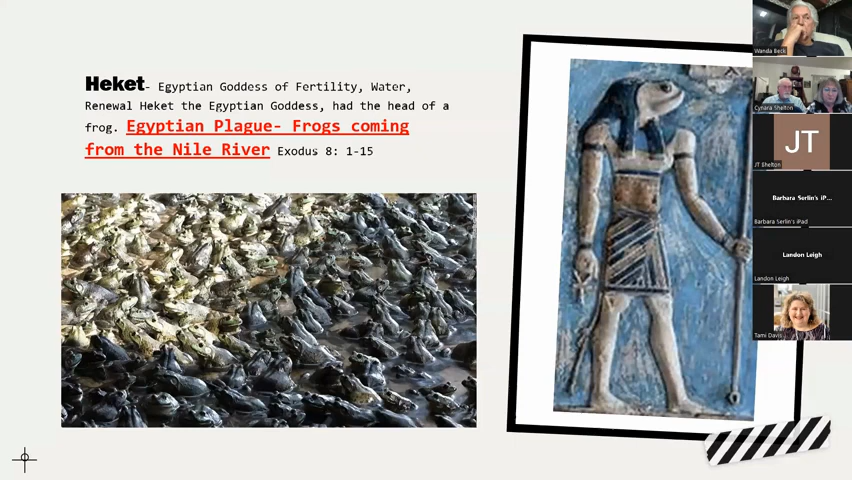 Heket- Egyptian Goddess of Fertility, Water,
Renewal Heket the Egyptian Goddess, had the head of a
frog. Egyptian Plague- Frogs coming
from the Nile River Exodus 8: 1-15
Wanda Beck
Cynara Shelton
JT
JT Shelton
Barbara Serlin's iP...
Barbara Serlin's iPad
Landon Leigh
Landon Leigh
Tami Davis